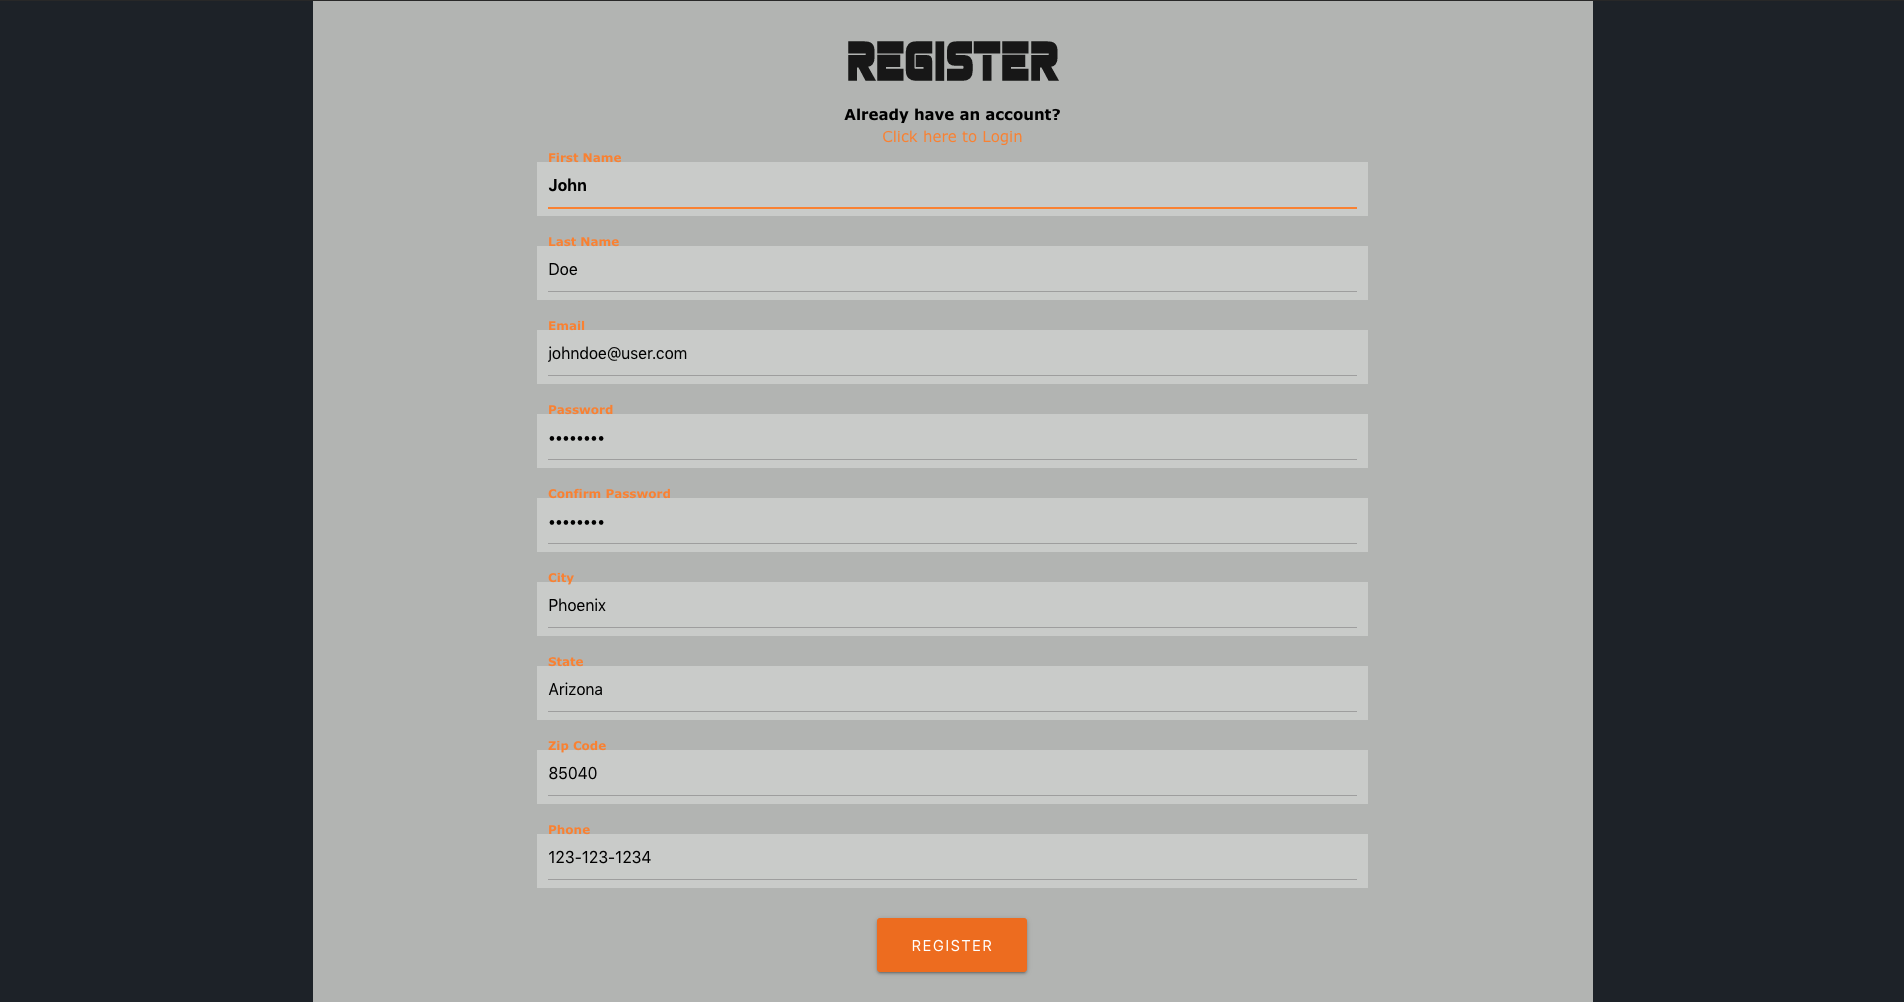 REGISTER
Already have an account?
Click here to Login
First Name
John
Last Name
Doe
Email
johndoe@user.com
Password
••••••••
Confirm Password
••••••••
City
Phoenix
State
Arizona
Zip Code
85040
Phone
123-123-1234
REGISTER